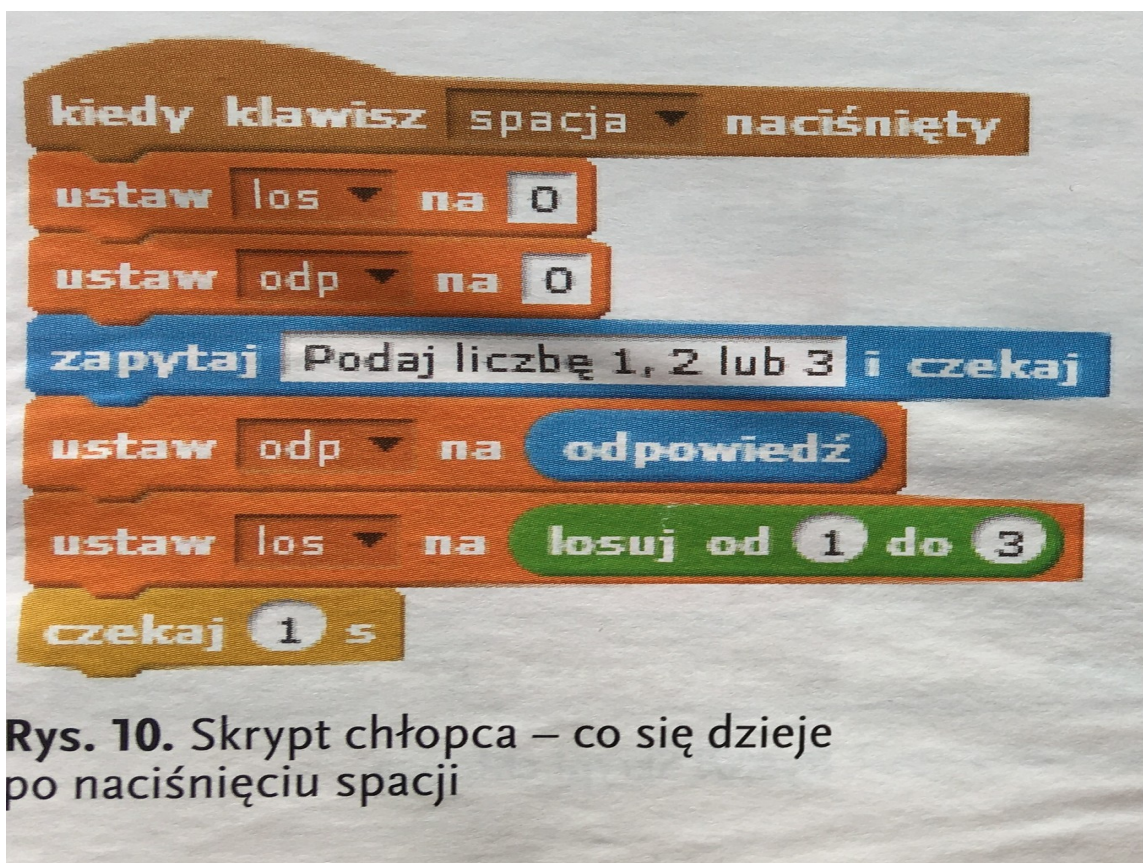 kiedy klawisz spacja naciśnięty
ustaw los na 0
ustaw odp na 0
zapytaj Podaj liczbę 1, 2 lub 3 i czekaj
ustaw odp na odpowiedź
ustaw los na losuj od 1 do 3
czekaj 1 s
Rys. 10. Skrypt chłopca – co się dzieje
po naciśnięciu spacji